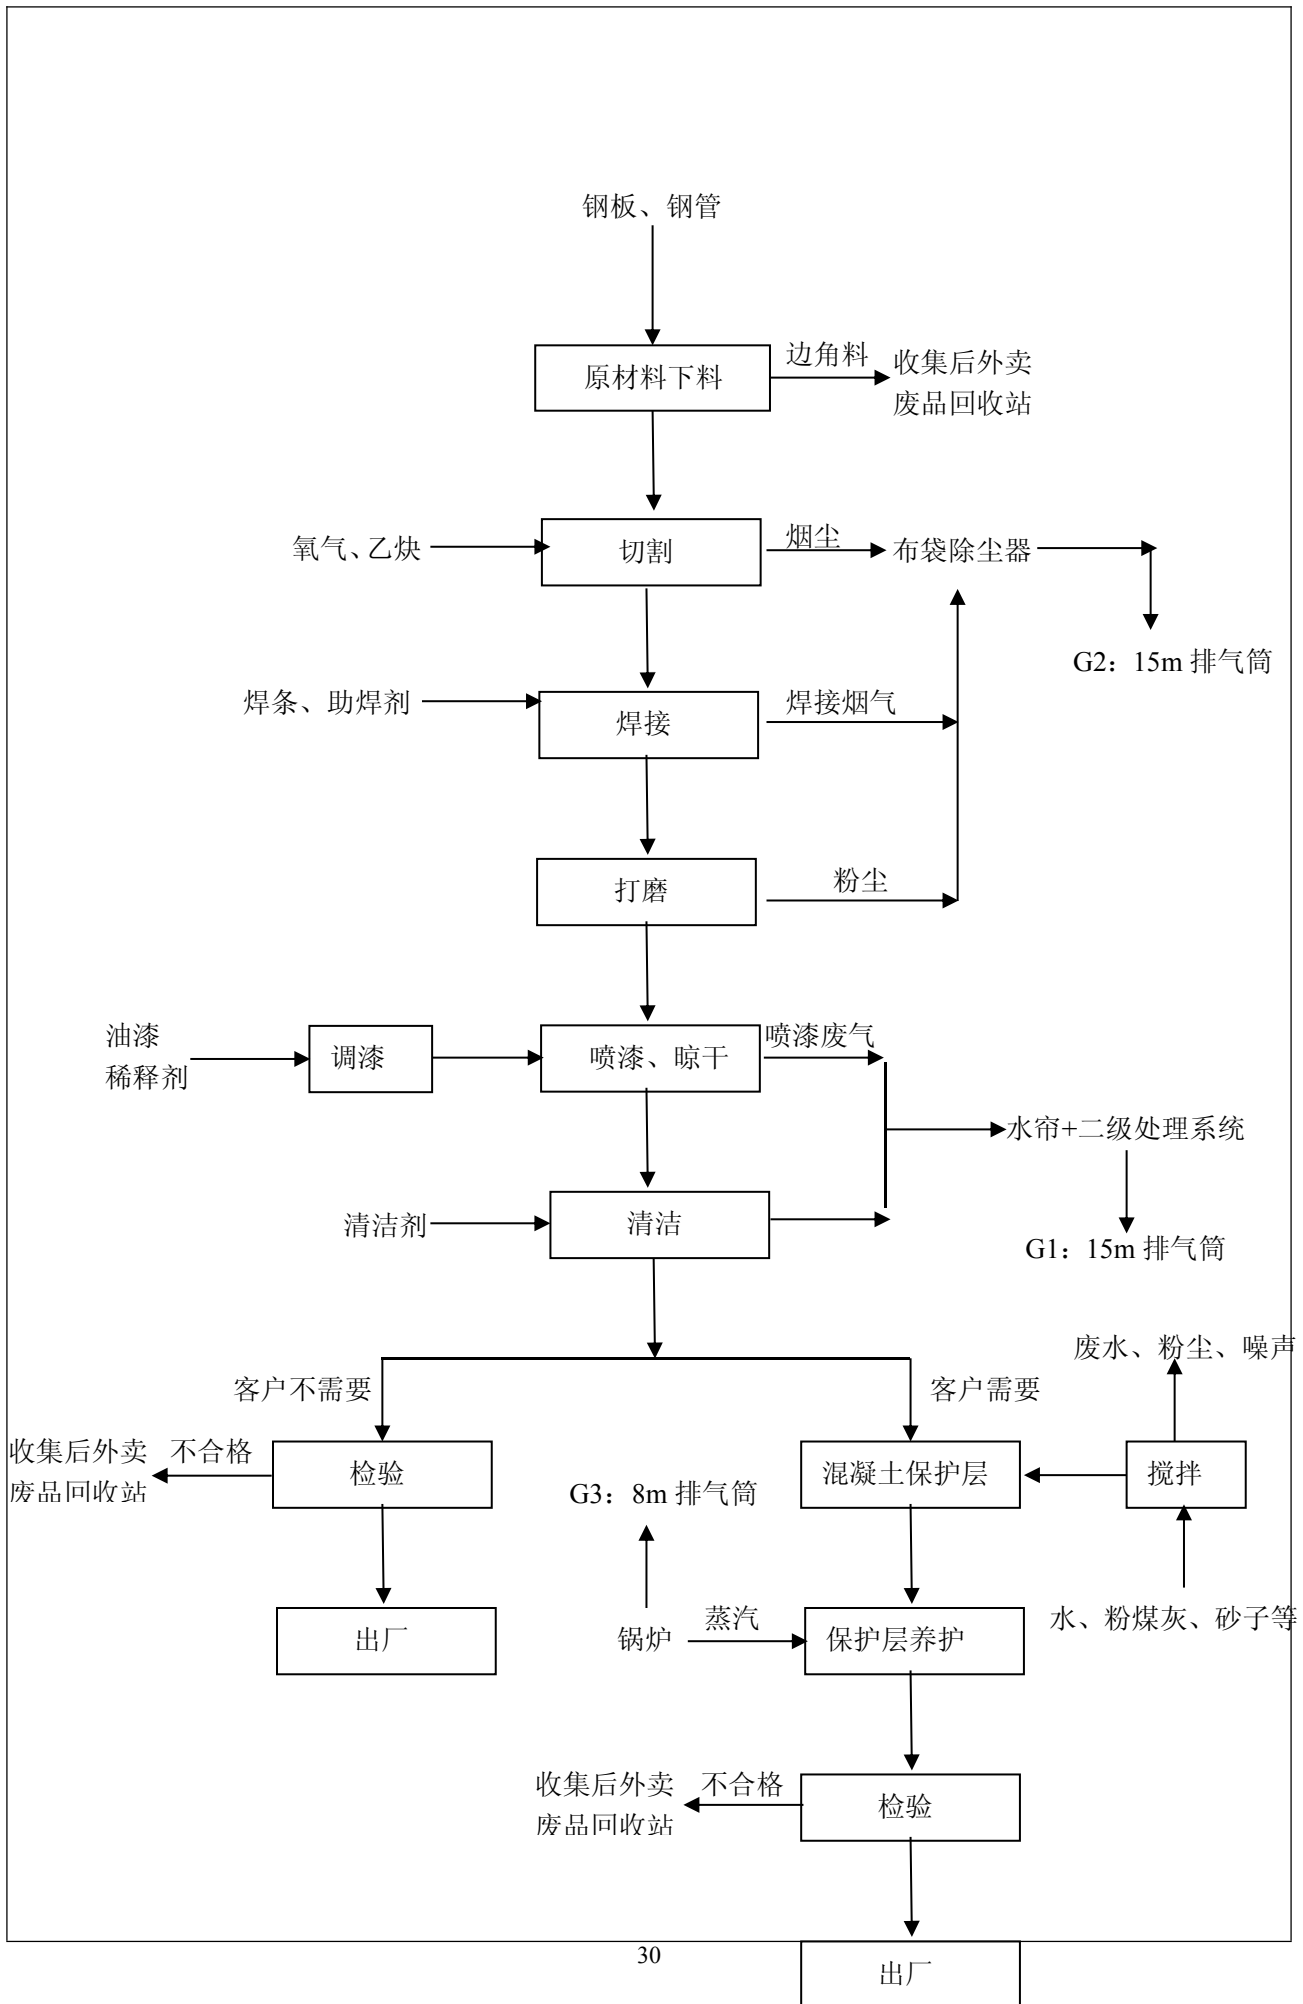 钢板、钢管
边角料
原材料下料
收集后外卖
废品回收站
烟尘
氧气、乙炔
切割
布袋除尘器
G2：15m 排气筒
焊条、助焊剂
焊接烟气
焊接
粉尘
打磨
油漆
稀释剂
调漆
喷漆、晾干
喷漆废气
水帘+二级处理系统
清洁剂
清洁
G1：15m 排气筒
废水、粉尘、噪声
客户不需要
客户需要
收集后外卖
废品回收站
不合格
检验
混凝土保护层
搅拌
G3：8m 排气筒
出厂
锅炉
蒸汽
保护层养护
水、粉煤灰、砂子等
收集后外卖
废品回收站
不合格
检验
30
出厂